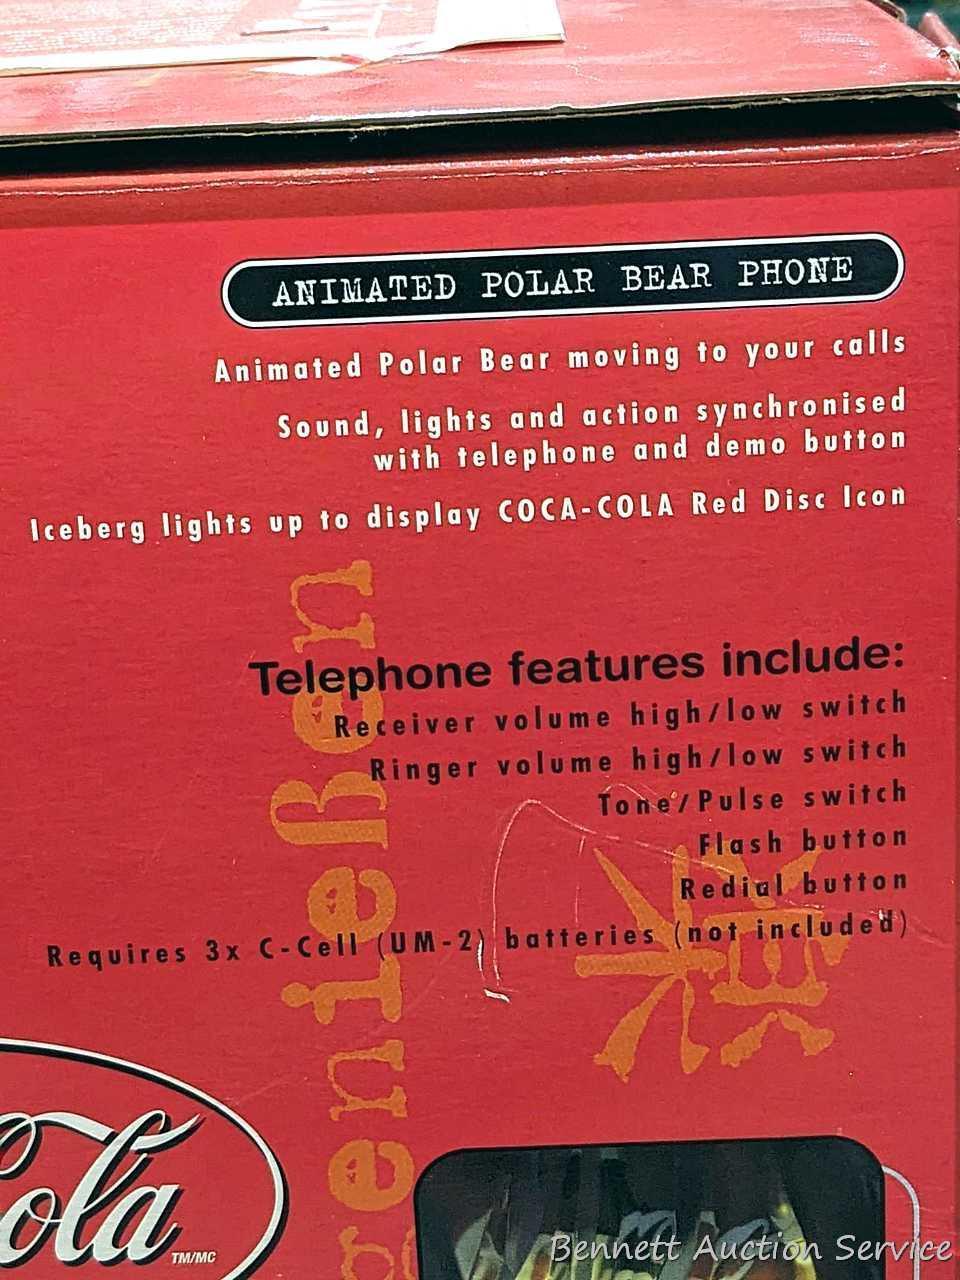 ANIMATED POLAR BEAR PHONE
Animated Polar Bear moving to your calls
Sound, lights and action synchronised
with telephone and demo button
Iceberg lights up to display COCA-COLA Red Disc Icon
Telephone features include:
Receiver volume high/low switch
Ringer volume high/low switch
Tone/Pulse switch
Flash button
Redial button
Requires 3x C-Cell (UM-2) batteries (not included)
genießen
Cola
TM/MC
Bennett Auction Service